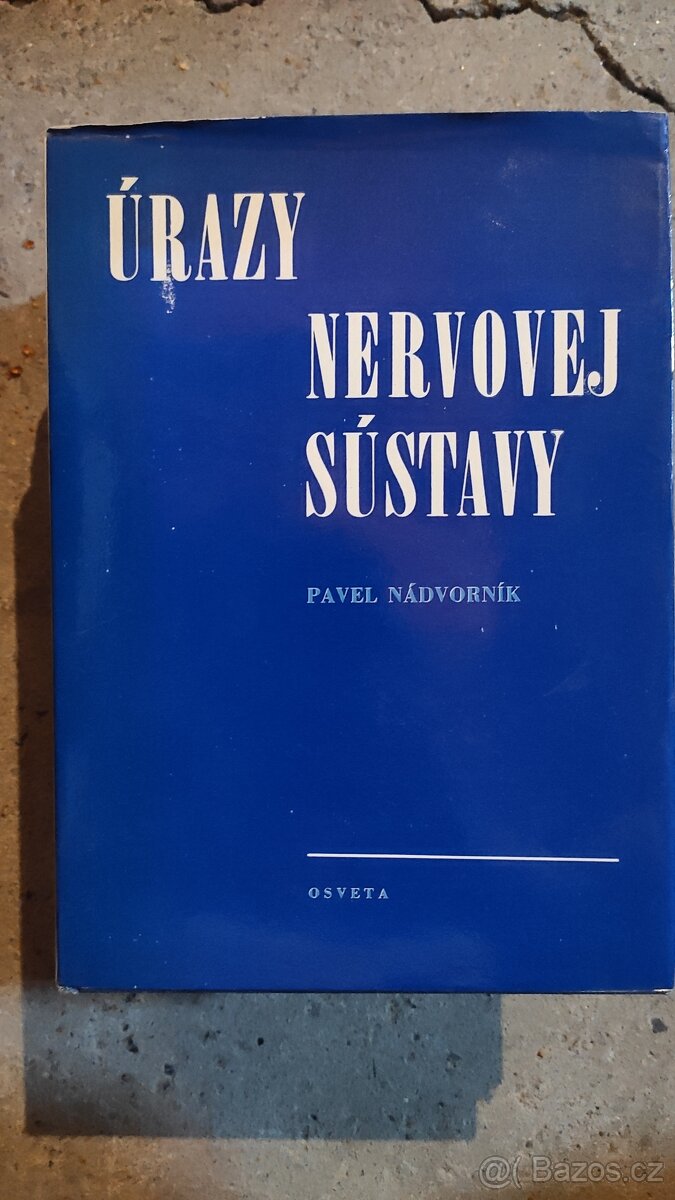 ÚRAZY
NERVOVEJ
SÚSTAVY
PAVEL NÁDVORNÍK
OSVETA
@( Bazos.cz